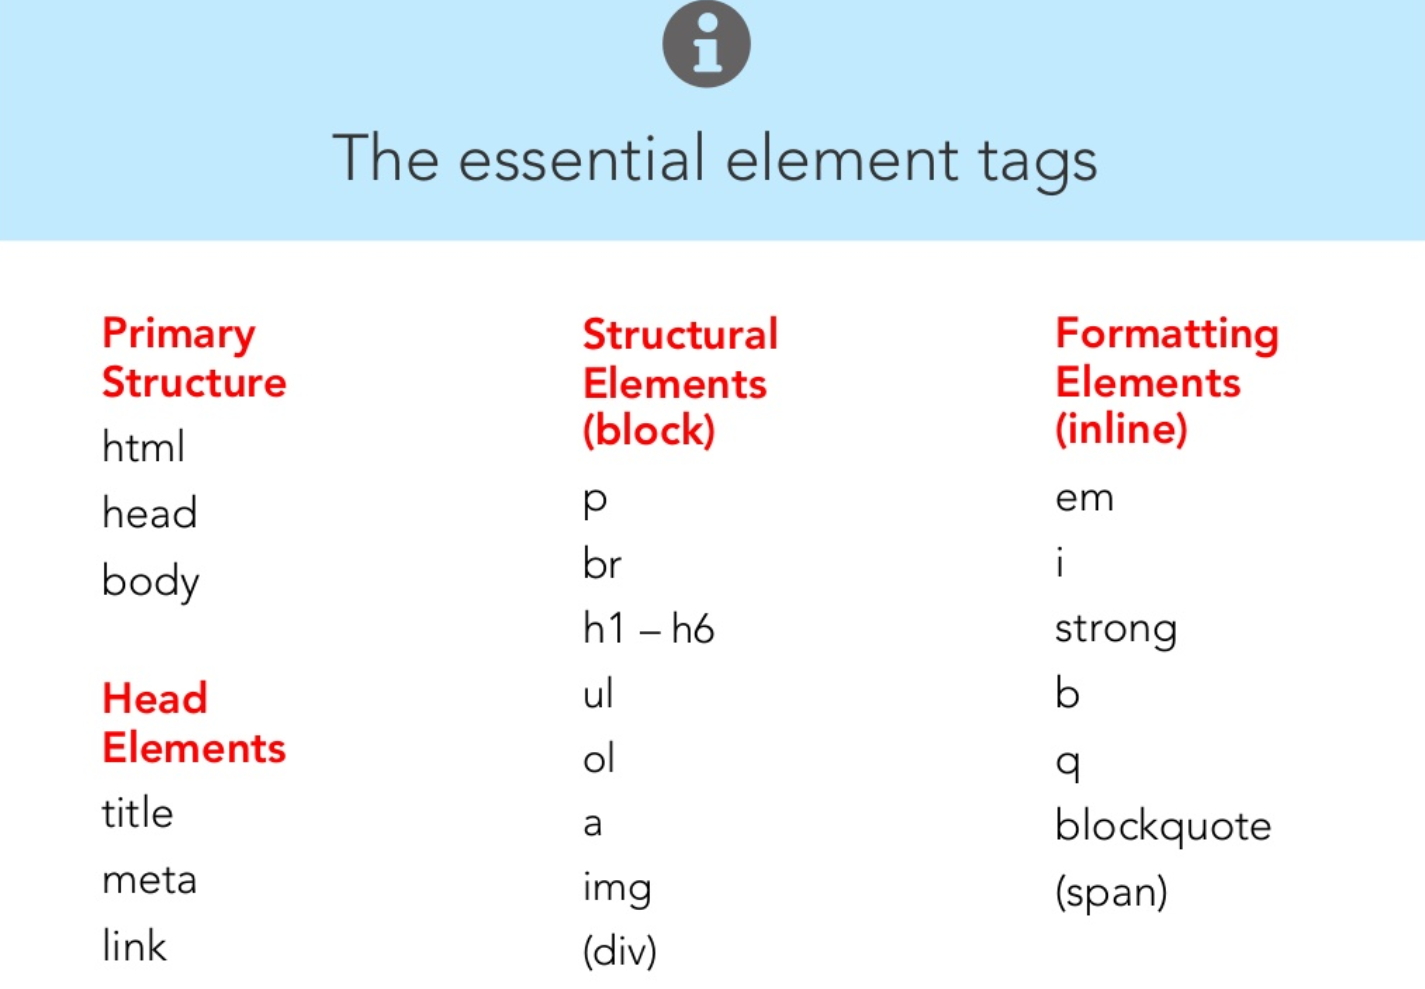 The essential element tags
Primary
Structure
html
head
body
Head
Elements
title
meta
link
Structural
Elements
(block)
p
br
h1 – h6
ul
ol
a
img
(div)
Formatting
Elements
(inline)
em
i
strong
b
q
blockquote
(span)